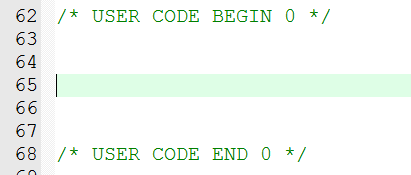 62 /* USER CODE BEGIN 0 */
63
64
65
66
67
68 /* USER CODE END 0 */